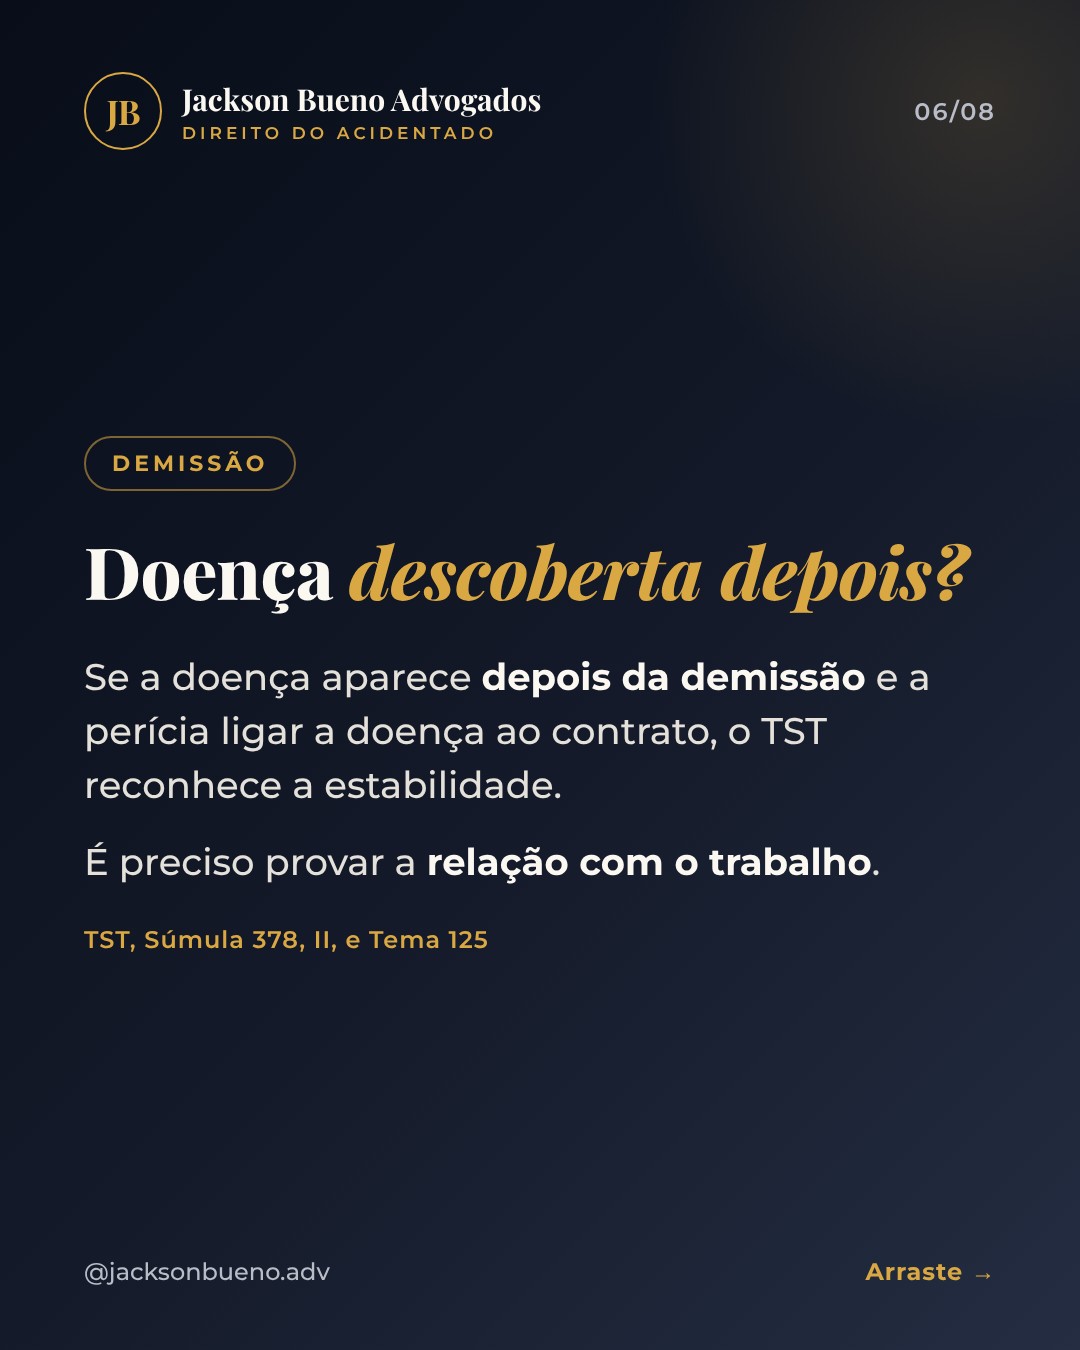 JB
Jackson Bueno Advogados
DIREITO DO ACIDENTADO
06/08
DEMISSÃO
Doença descoberta depois?
Se a doença aparece depois da demissão e a
perícia ligar a doença ao contrato, o TST
reconhece a estabilidade.
É preciso provar a relação com o trabalho.
TST, Súmula 378, II, e Tema 125
@jacksonbueno.adv
Arraste →